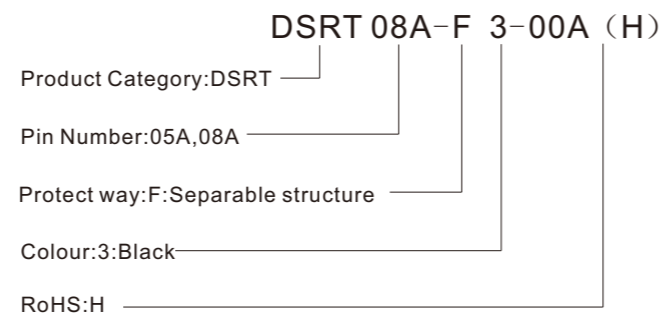 DSRT 08A-F 3-00A（H）
Product Category:DSRT
Pin Number:05A,08A
Protect way:F:Separable structure
Colour:3:Black
RoHS:H